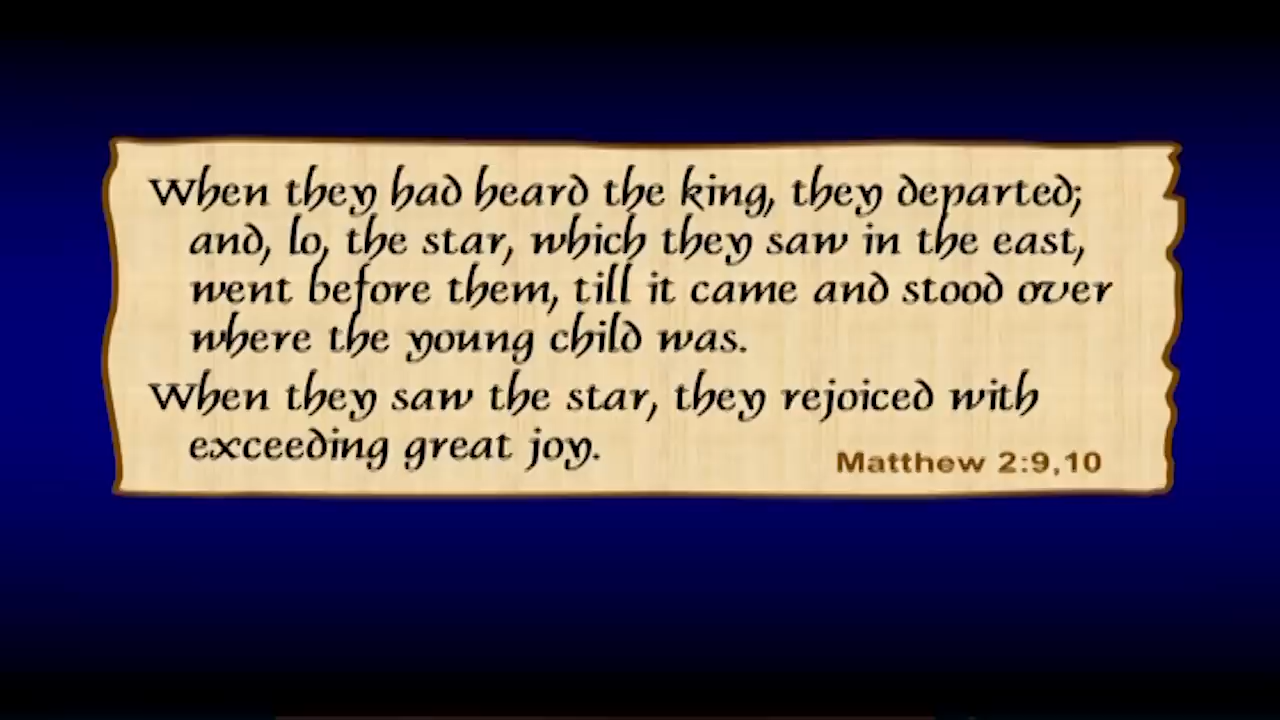 When they had heard the king, they departed;
and, lo, the star, which they saw in the east,
went before them, till it came and stood over
where the young child was.
When they saw the star, they rejoiced with
exceeding great joy.
Matthew 2:9,10